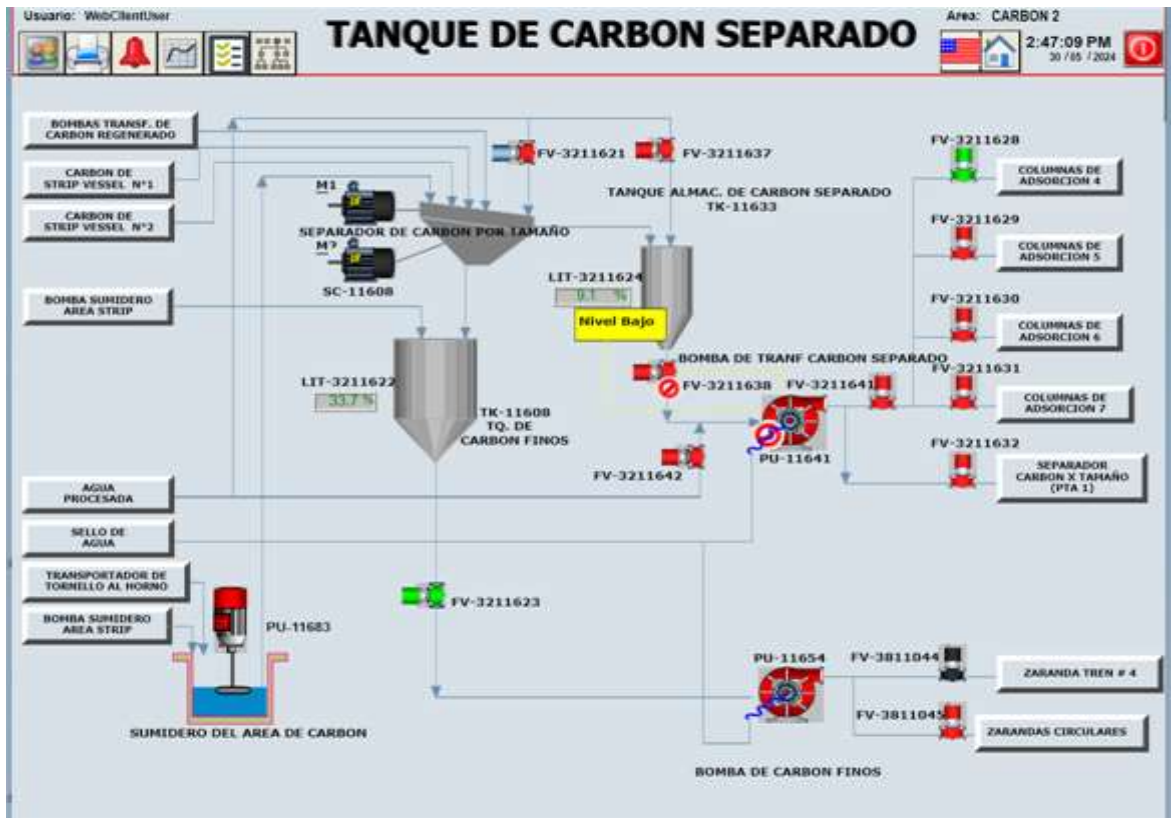 Usuario: WebClientUser
TANQUE DE CARBON SEPARADO
Area: CARBON 2
2:47:09 PM
30 / 05 / 2024
BOMBAS TRANSF. DE
CARBON REGENERADO
CARBON DE
STRIP VESSEL N°1
CARBON DE
STRIP VESSEL N°2
BOMBA SUMIDERO
AREA STRIP
M1
SEPARADOR DE CARBON POR TAMAÑO
M2
SC-11608
FV-3211621
FV-3211637
TANQUE ALMAC. DE CARBON SEPARADO
TK-11633
LIT-3211624
9.1 %
Nivel Bajo
FV-3211628
COLUMNAS DE
ADSORCION 4
FV-3211629
COLUMNAS DE
ADSORCION 5
FV-3211630
COLUMNAS DE
ADSORCION 6
FV-3211631
COLUMNAS DE
ADSORCION 7
FV-3211632
SEPARADOR
CARBON X TAMAÑO
(PTA 1)
LIT-3211622
33.7 %
TK-11608
TQ. DE
CARBON FINOS
BOMBA DE TRANF CARBON SEPARADO
FV-3211638
FV-3211641
PU-11641
FV-3211642
AGUA
PROCESADA
SELLO DE
AGUA
TRANSPORTADOR DE
TORNILLO AL HORNO
BOMBA SUMIDERO
AREA STRIP
PU-11683
SUMIDERO DEL AREA DE CARBON
FV-3211623
PU-11654
FV-3811044
ZARANDA TREN # 4
FV-3811045
ZARANDAS CIRCULARES
BOMBA DE CARBON FINOS